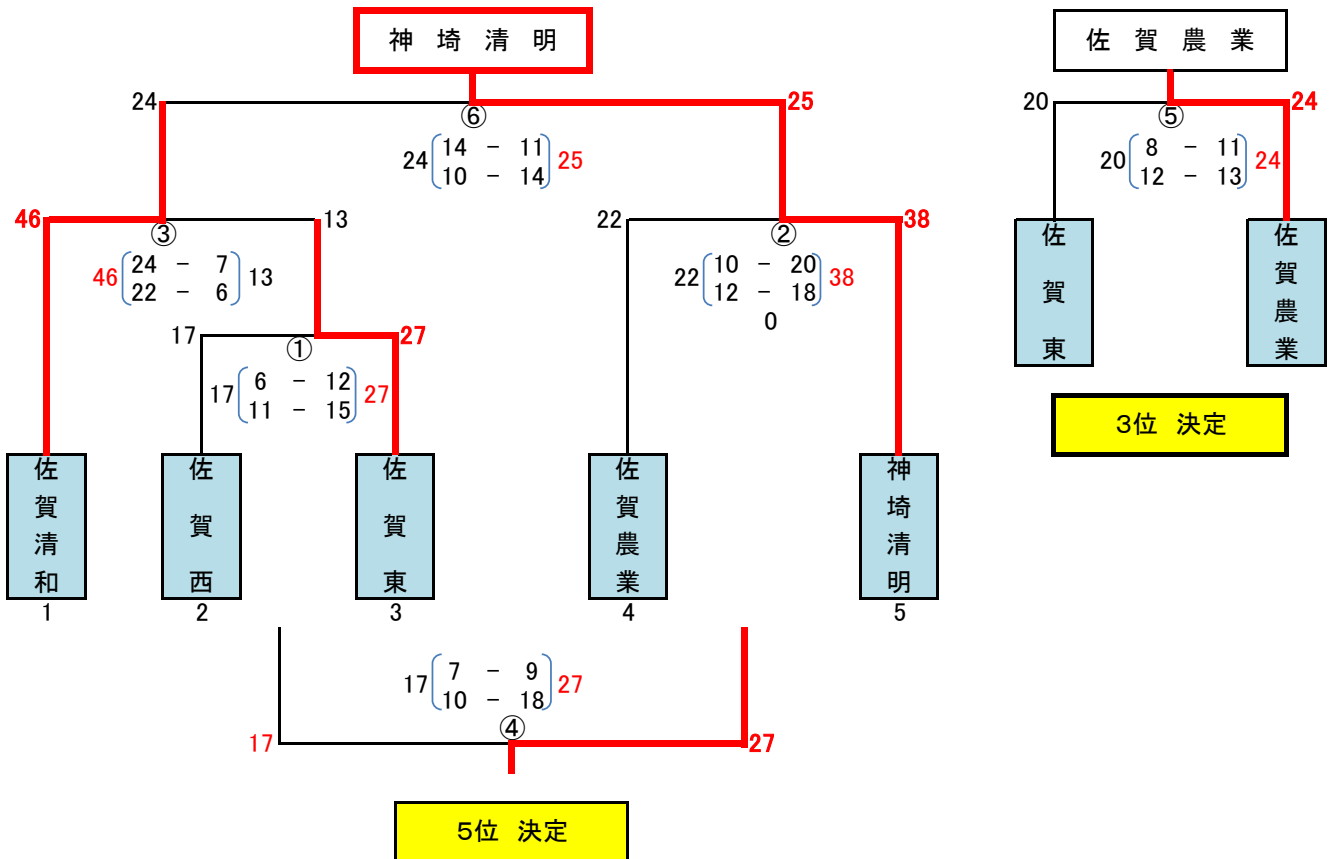 神埼清明
佐賀農業
24
25
⑥
24 14 - 11 25
10 - 14
20
24
⑤
20 8 - 11 24
12 - 13
46
13
③
46 24 - 7 13
22 - 6
22
38
②
22 10 - 20 38
12 - 18
0
佐賀東
佐賀農業
17
27
①
17 6 - 12 27
11 - 15
3位 決定
佐賀清和
佐賀西
佐賀東
佐賀農業
神埼清明
1
2
3
4
5
17 7 - 9 27
10 - 18
④
17
27
5位 決定